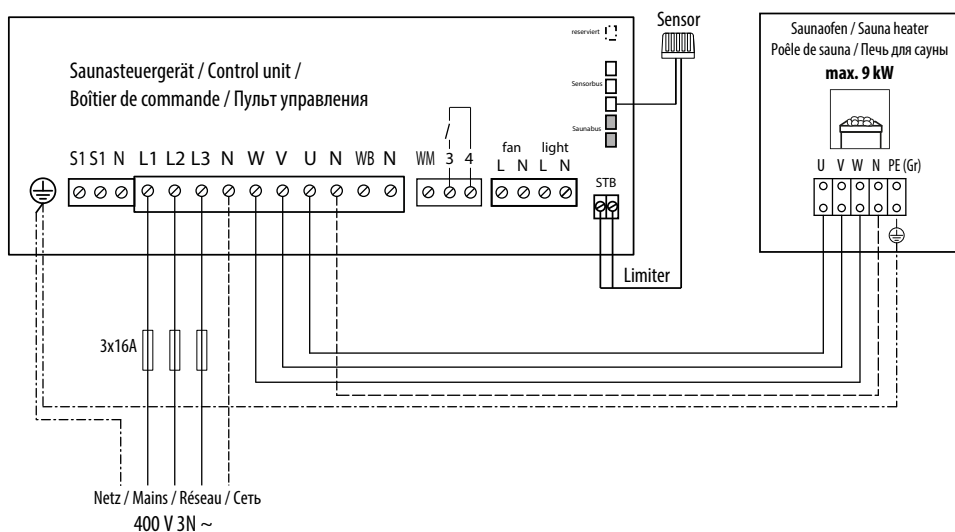 reserviert
Sensor
Saunasteuergerät / Control unit /
Boîtier de commande / Пульт управления
Sensorbus
Saunabus
S1 S1 N L1 L2 L3 N W V U N WB N
WM 3 4
fan light
L N L N
STB
Limiter
Saunaofen / Sauna heater
Poêle de sauna / Печь для сауны
max. 9 kW
U V W N PE (Gr)
3x16A
Netz / Mains / Réseau / Сеть
400 V 3N ~